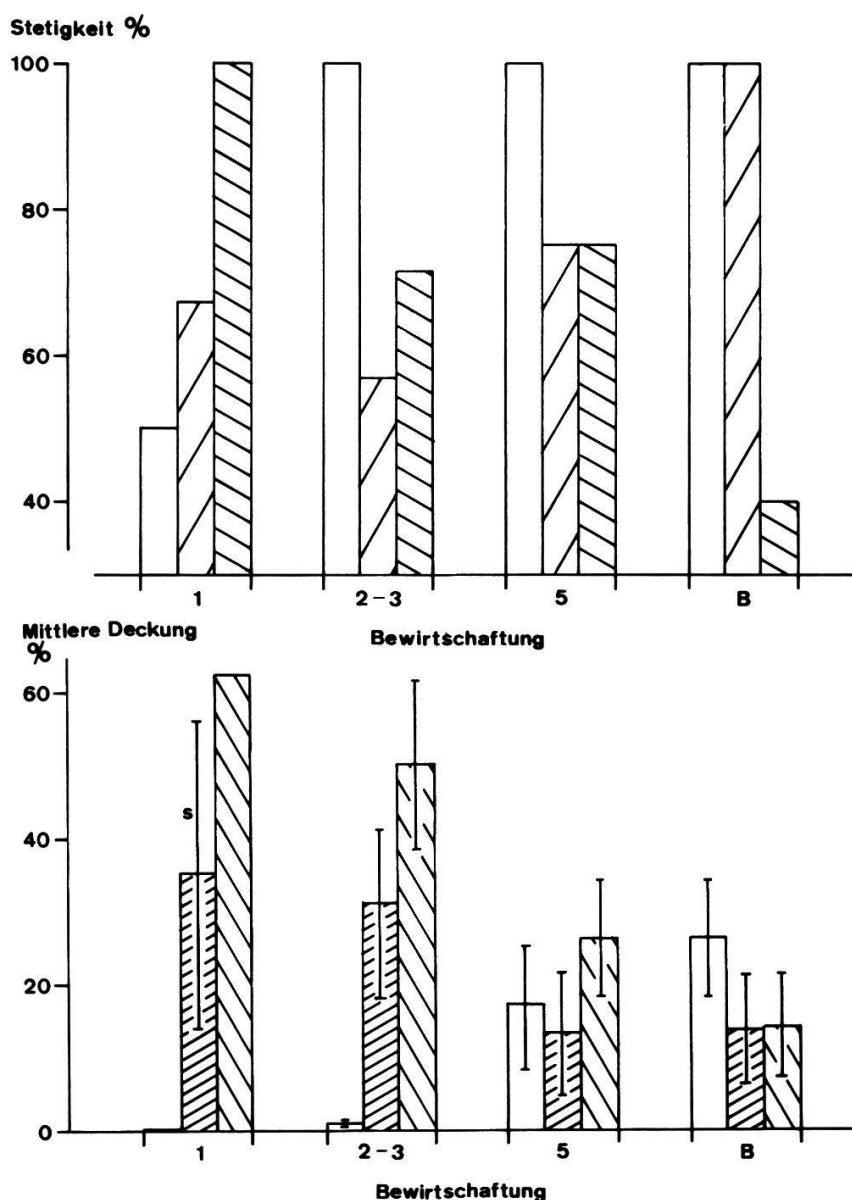 Stetigkeit %
100
80
60
40
1 2-3 5 B
Bewirtschaftung
Mittlere Deckung
%
60
s
40
20
0
1 2-3 5 B
Bewirtschaftung